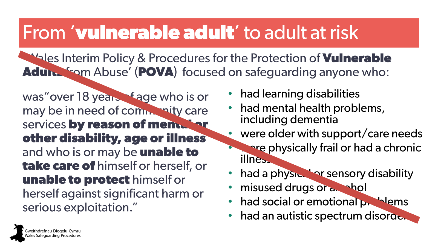 From ‘vulnerable adult’ to adult at risk
Wales Interim Policy & Procedures for the Protection of Vulnerable
Adults from Abuse’ (POVA) focused on safeguarding anyone who:
was”over 18 years of age who is or
may be in need of community care
services by reason of mental or
other disability, age or illness
and who is or may be unable to
take care of himself or herself, or
unable to protect himself or
herself against significant harm or
serious exploitation.”
• had learning disabilities
• had mental health problems,
including dementia
• were older with support/care needs
• were physically frail or had a chronic
illness
• had a physical or sensory disability
• misused drugs or alcohol
• had social or emotional problems
• had an autistic spectrum disorder
Gweithdrefnau Diogelu Cymru
Wales Safeguarding Procedures